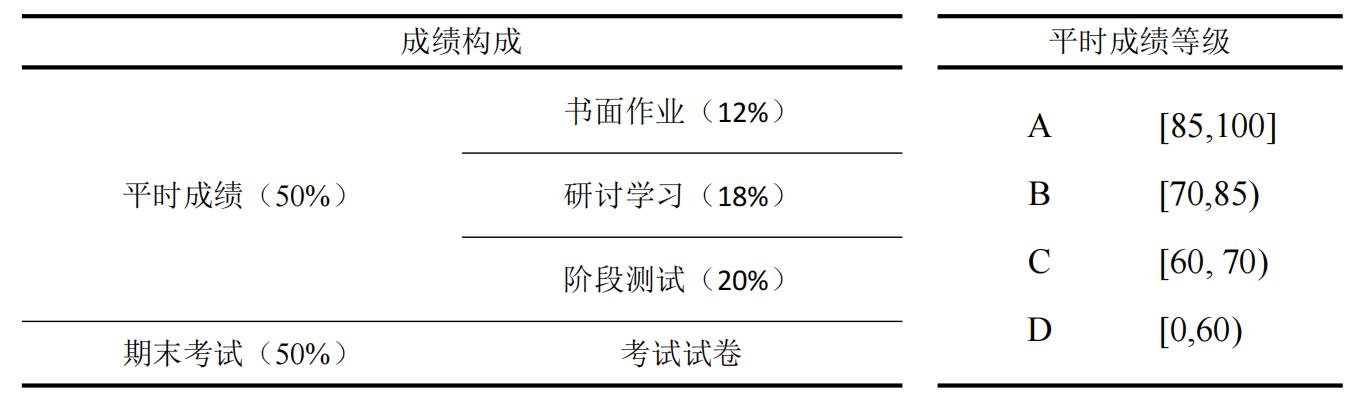 成绩构成
平时成绩（50%）
书面作业（12%）
研讨学习（18%）
阶段测试（20%）
期末考试（50%） 考试试卷
平时成绩等级
A [85,100]
B [70,85)
C [60, 70)
D [0,60)